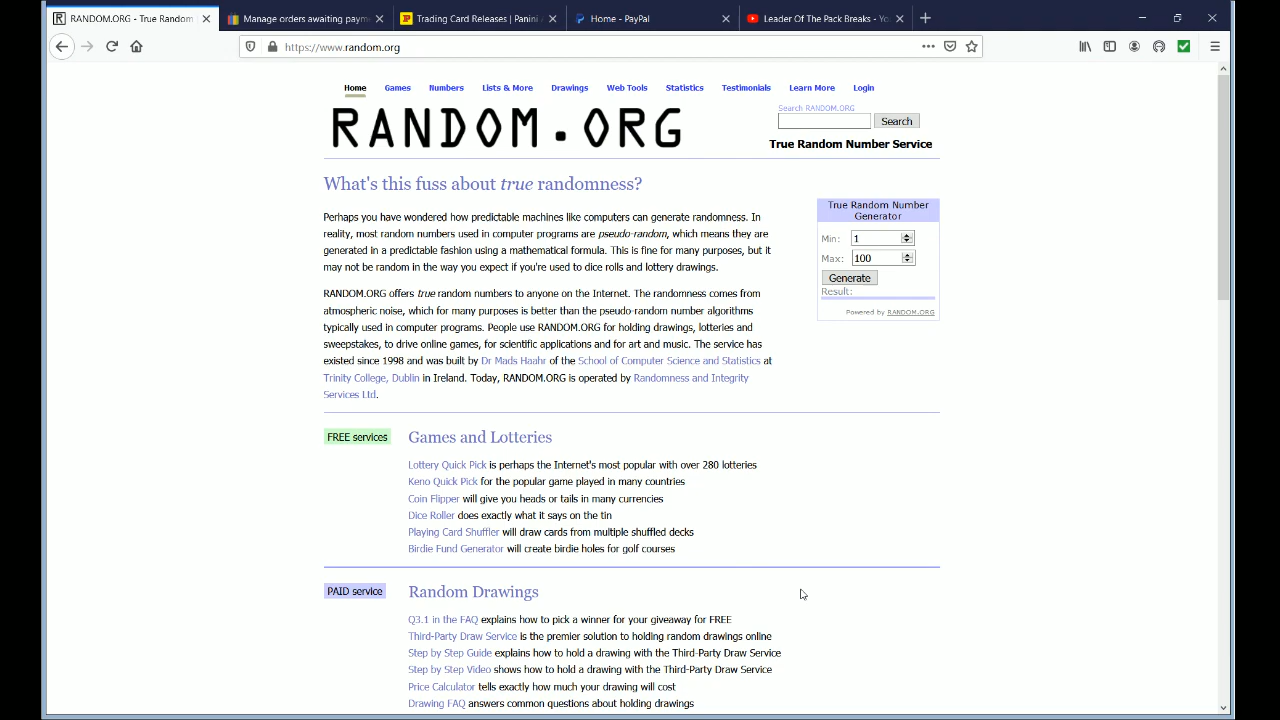 RANDOM.ORG - True Random
Manage orders awaiting payme
Trading Card Releases | Panini A
Home - PayPal
Leader Of The Pack Breaks - Yo
https://www.random.org
Home Games Numbers Lists & More Drawings Web Tools Statistics Testimonials Learn More Login
RANDOM.ORG
Search RANDOM.ORG
Search
True Random Number Service
What's this fuss about true randomness?
Perhaps you have wondered how predictable machines like computers can generate randomness. In
reality, most random numbers used in computer programs are pseudo-random, which means they are
generated in a predictable fashion using a mathematical formula. This is fine for many purposes, but it
may not be random in the way you expect if you're used to dice rolls and lottery drawings.
RANDOM.ORG offers true random numbers to anyone on the Internet. The randomness comes from
atmospheric noise, which for many purposes is better than the pseudo-random number algorithms
typically used in computer programs. People use RANDOM.ORG for holding drawings, lotteries and
sweepstakes, to drive online games, for scientific applications and for art and music. The service has
existed since 1998 and was built by Dr Mads Haahr of the School of Computer Science and Statistics at
Trinity College, Dublin in Ireland. Today, RANDOM.ORG is operated by Randomness and Integrity
Services Ltd.
True Random Number
Generator
Min: 1
Max: 100
Generate
Result:
Powered by RANDOM.ORG
FREE services
Games and Lotteries
Lottery Quick Pick is perhaps the Internet's most popular with over 280 lotteries
Keno Quick Pick for the popular game played in many countries
Coin Flipper will give you heads or tails in many currencies
Dice Roller does exactly what it says on the tin
Playing Card Shuffler will draw cards from multiple shuffled decks
Birdie Fund Generator will create birdie holes for golf courses
PAID service
Random Drawings
Q3.1 in the FAQ explains how to pick a winner for your giveaway for FREE
Third-Party Draw Service is the premier solution to holding random drawings online
Step by Step Guide explains how to hold a drawing with the Third-Party Draw Service
Step by Step Video shows how to hold a drawing with the Third-Party Draw Service
Price Calculator tells exactly how much your drawing will cost
Drawing FAQ answers common questions about holding drawings